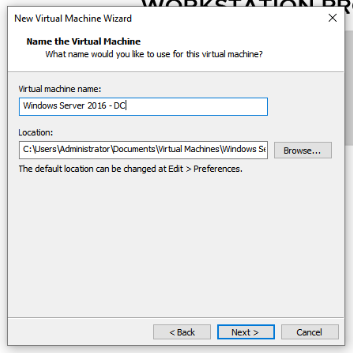 WORKSTATION PR
New Virtual Machine Wizard
Name the Virtual Machine
What name would you like to use for this virtual machine?
Virtual machine name:
Windows Server 2016 - DC
Location:
C:\Users\Administrator\Documents\Virtual Machines\Windows Se
Browse...
The default location can be changed at Edit > Preferences.
< Back
Next >
Cancel